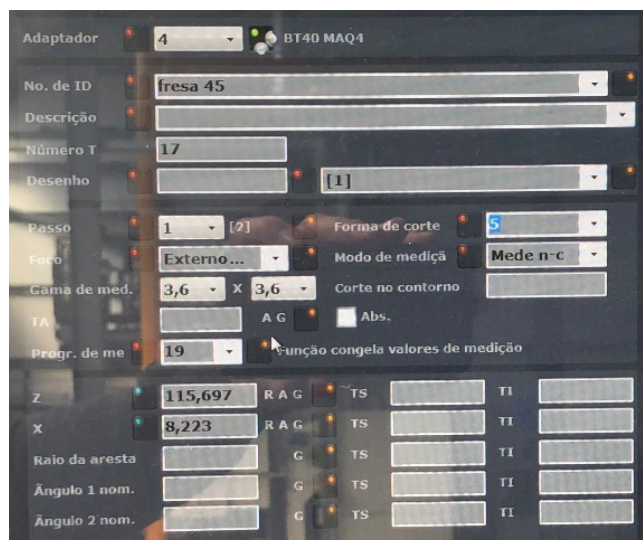 Adaptador 4 BT40 MAQ4
No. de ID fresa 45
Descrição
Número T 17
Desenho [1]
Passo 1 [2] Forma de corte 5
Foco Externo... Modo de mediçã Mede n-c
Gama de med. 3,6 X 3,6 Corte no contorno
TA A G Abs.
Progr. de me 19 Função congela valores de medição
Z 115,697 R A G TS TI
X 8,223 R A G TS TI
Raio da aresta G TS TI
Ângulo 1 nom. G TS TI
Ângulo 2 nom. G TS TI